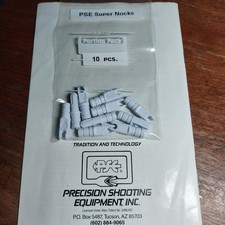 PSE Super Nocks
10 PCS.
TRADITION AND TECHNOLOGY
PSE
PRECISION SHOOTING
EQUIPMENT, INC.
P.O. BOX 5487, Tucson, AZ 85703
(602) 884-9065